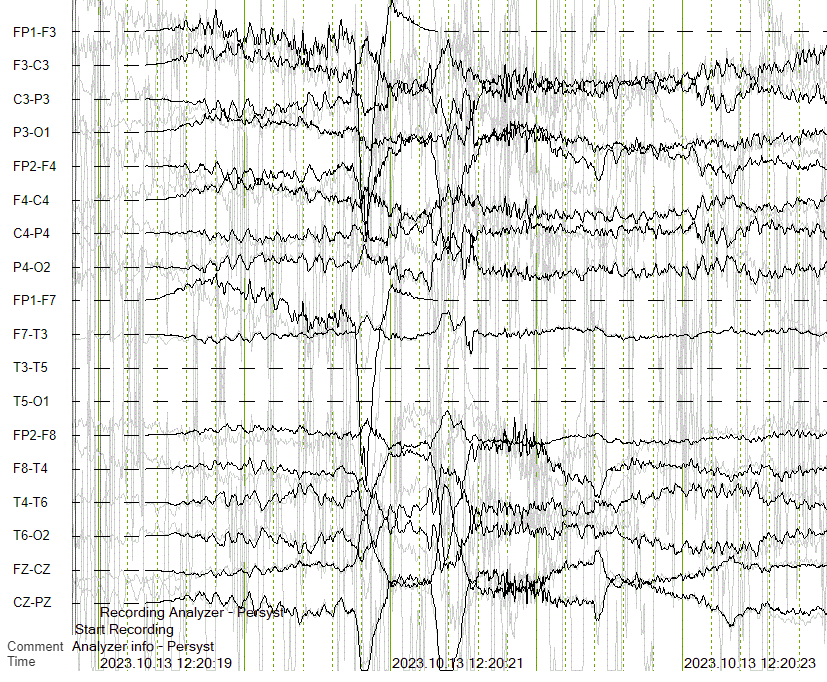 FP1-F3
F3-C3
C3-P3
P3-O1
FP2-F4
F4-C4
C4-P4
P4-O2
FP1-F7
F7-T3
T3-T5
T5-O1
FP2-F8
F8-T4
T4-T6
T6-O2
FZ-CZ
CZ-PZ
Recording Analyzer - Persyst
Start Recording
Comment Analyzer info - Persyst
Time 2023.10.13 12:20:19 2023.10.13 12:20:21 2023.10.13 12:20:23